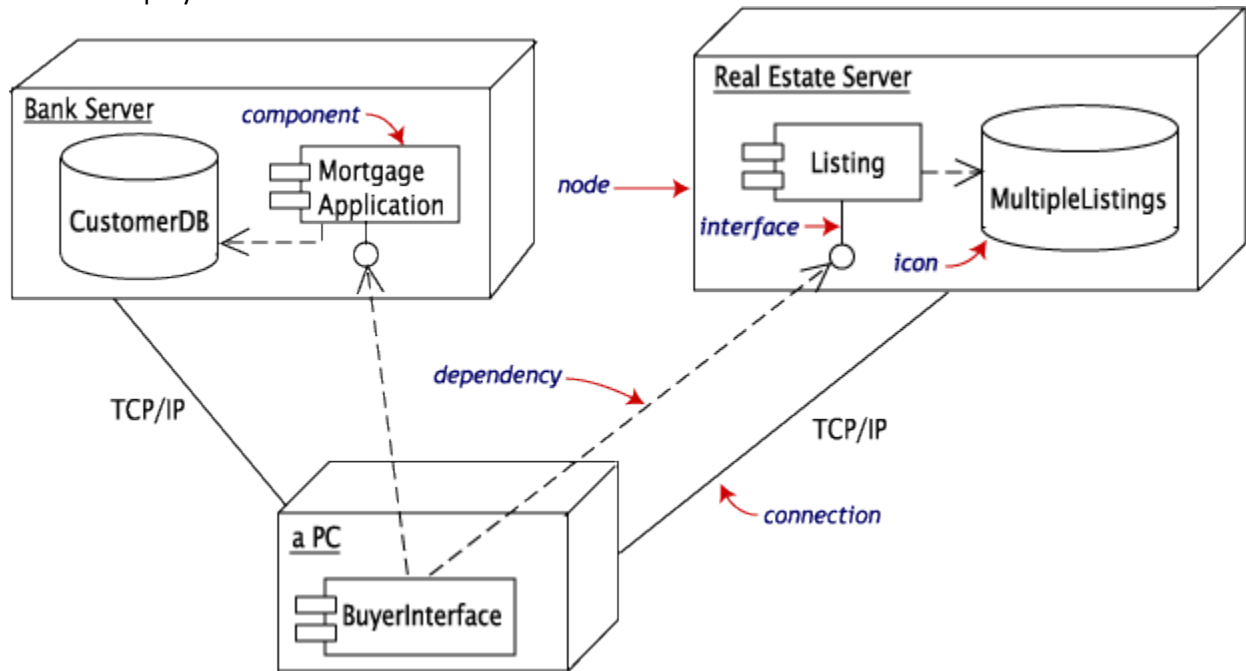 Bank Server
component
Mortgage
Application
CustomerDB
Real Estate Server
Listing
MultipleListings
node
interface
icon
dependency
TCP/IP
TCP/IP
connection
a PC
BuyerInterface